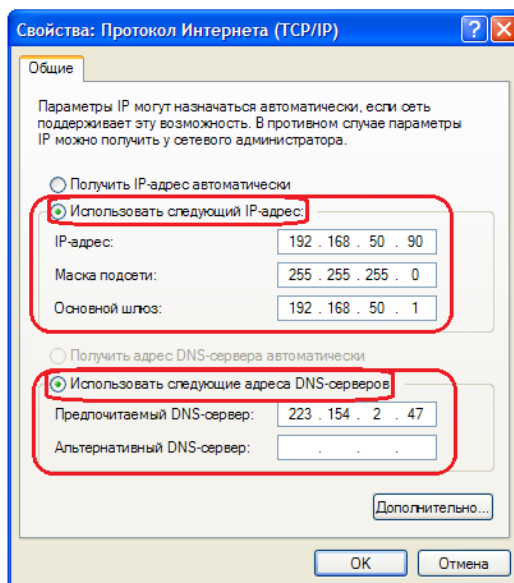 Свойства: Протокол Интернета (TCP/IP)
Общие
Параметры IP могут назначаться автоматически, если сеть
поддерживает эту возможность. В противном случае параметры
IP можно получить у сетевого администратора.
Получить IP-адрес автоматически
Использовать следующий IP-адрес:
IP-адрес: 192 . 168 . 50 . 90
Маска подсети: 255 . 255 . 255 . 0
Основной шлюз: 192 . 168 . 50 . 1
Получить адрес DNS-сервера автоматически
Использовать следующие адреса DNS-серверов
Предпочитаемый DNS-сервер: 223 . 154 . 2 . 47
Альтернативный DNS-сервер: . . .
Дополнительно...
OK Отмена